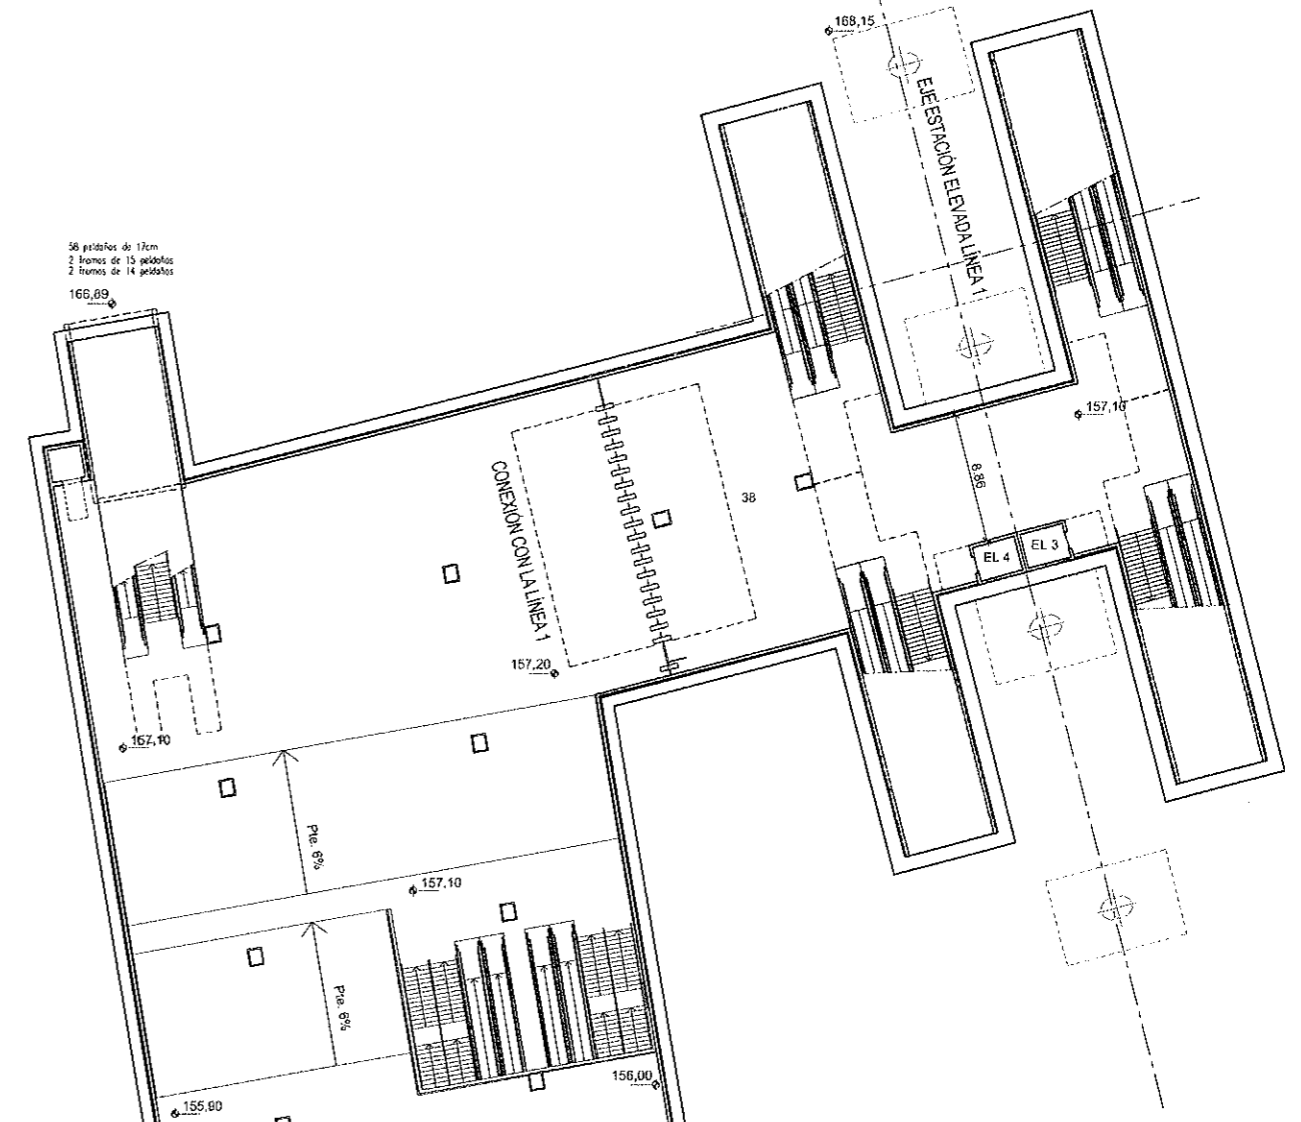 168,15
EJE ESTACIÓN ELEVADA LÍNEA 1
58 peldaños de 17cm
2 tramos de 15 peldaños
2 tramos de 14 peldaños
166,89
157,10
CONEXIÓN CON LA LÍNEA 1
38
8.86
EL 4
EL 3
157,20
157,10
Pte. 6%
157,10
Pte. 6%
156,00
155,90